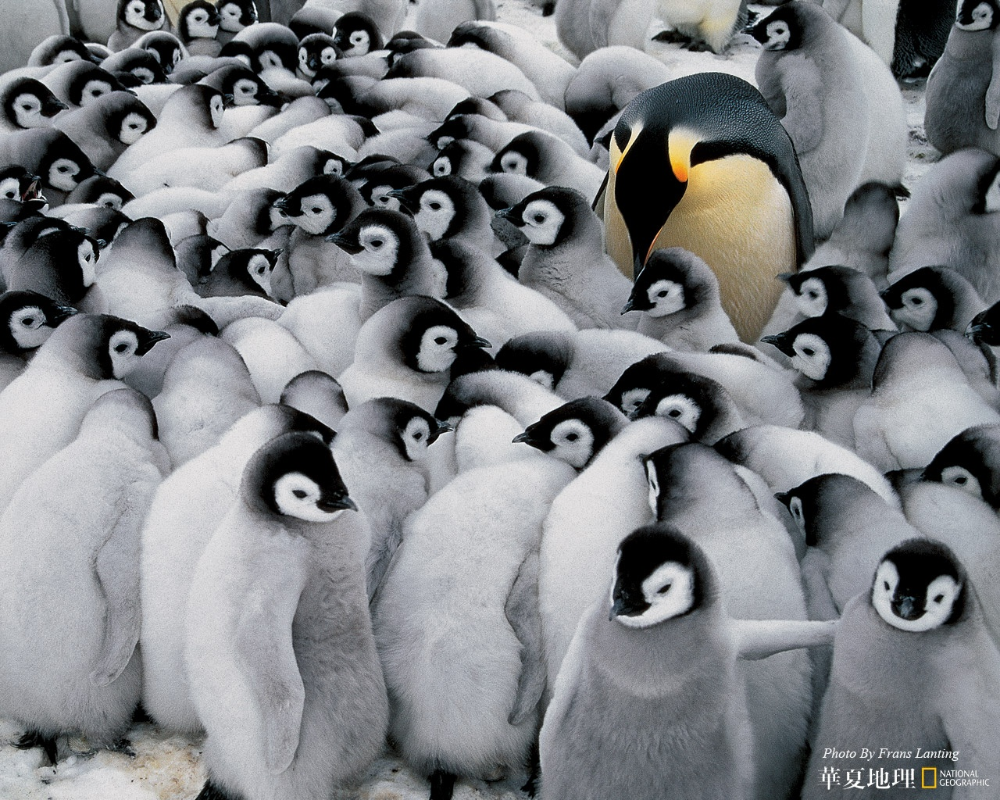 Photo By Frans Lanting
華夏地理 NATIONAL
GEOGRAPHIC